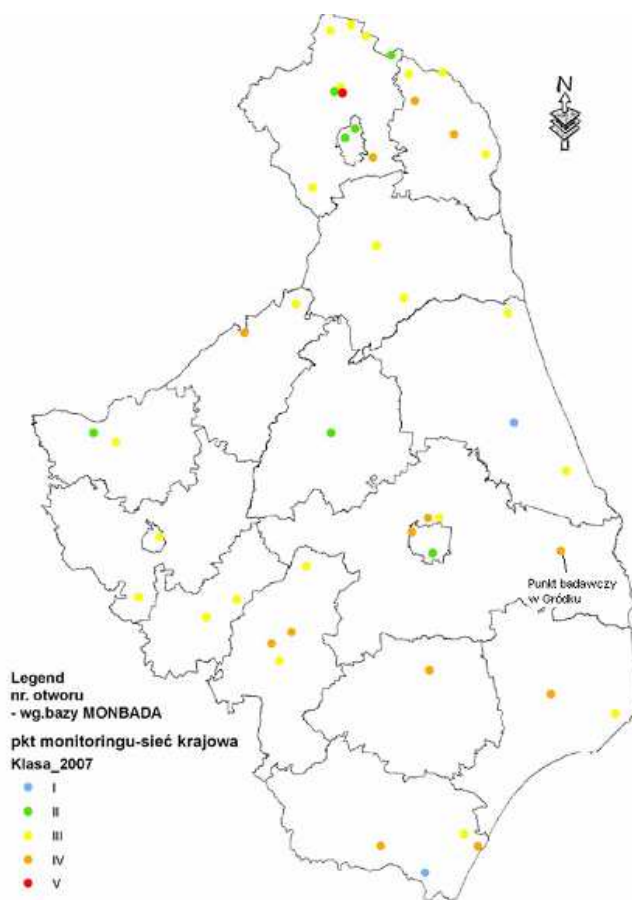 N
Punkt badawczy
w Gródku
Legend
nr. otworu
- wg.bazy MONBADA
pkt monitoringu-sieć krajowa
Klasa_2007
I
II
III
IV
V